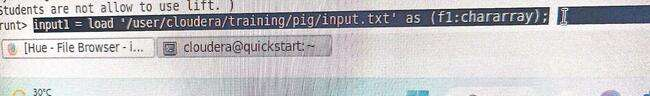 Students are not allow to use lift. )
runt> input1 = load '/user/cloudera/training/pig/input.txt' as (f1:chararray);
[Hue - File Browser - i... cloudera@quickstart:~
30°C